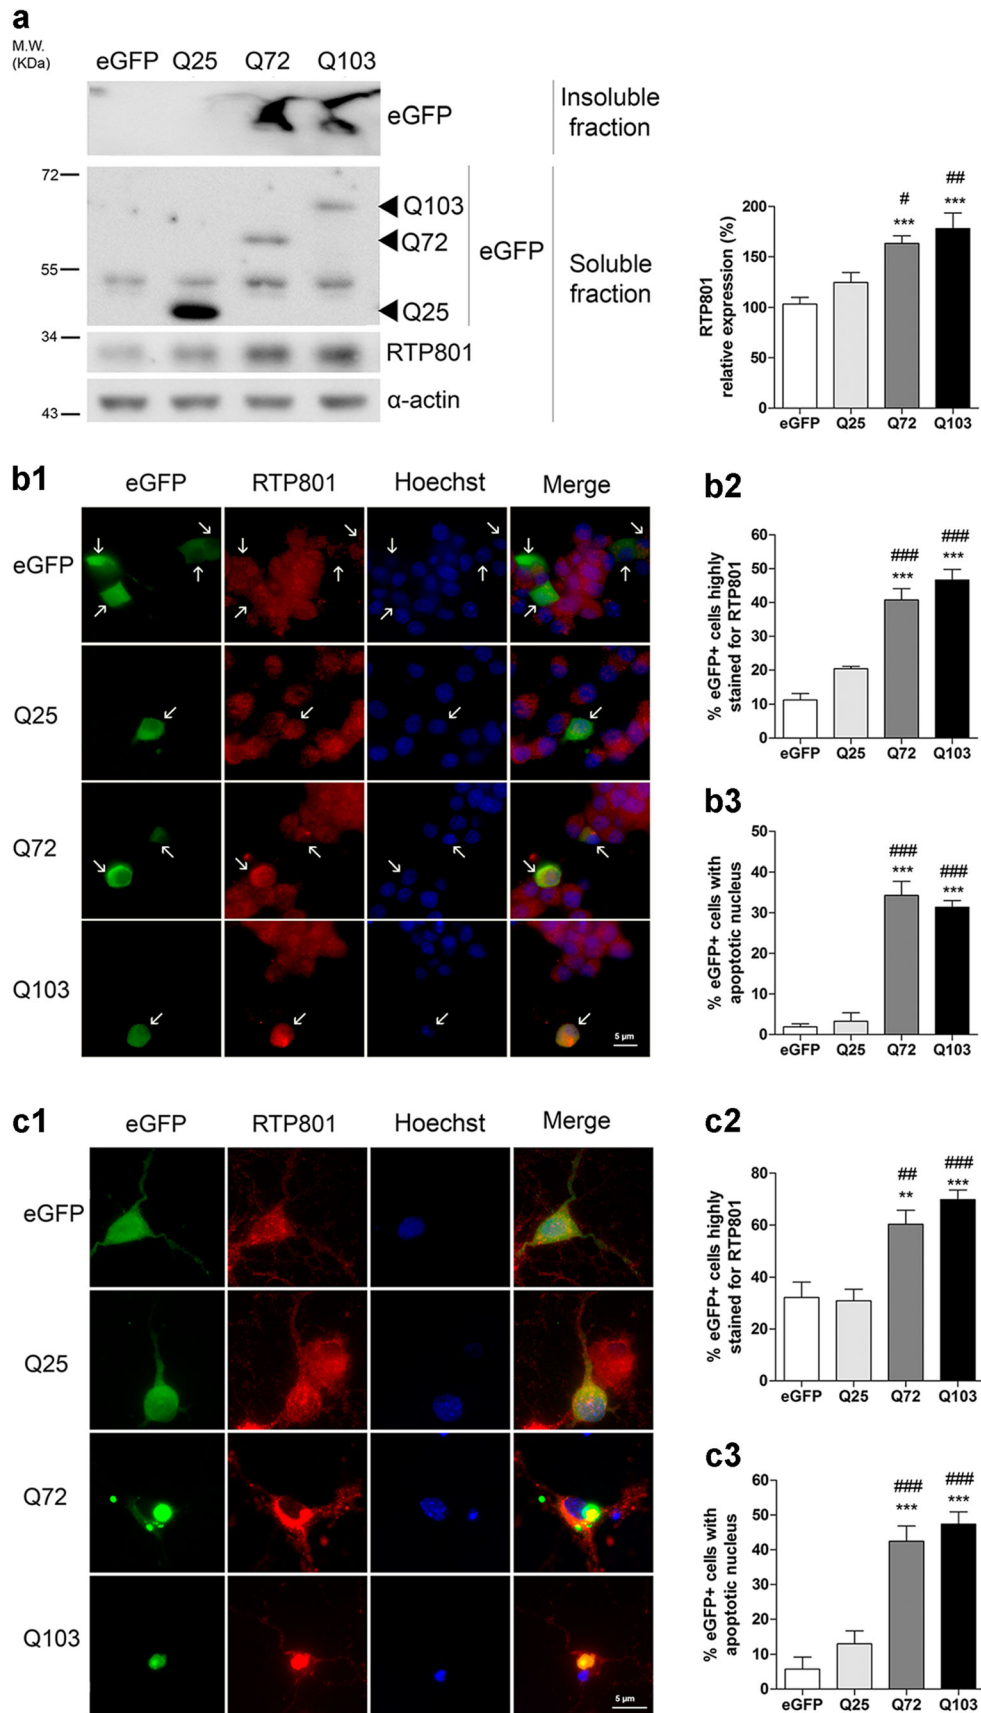 a
M.W.
(KDa)
eGFP Q25 Q72 Q103
eGFP
Insoluble
fraction
72
Q103
Q72
55
Q25
eGFP
Soluble
fraction
34
RTP801
α-actin
43
RTP801
relative expression (%)
200
150
100
50
0
#
***
##
***
eGFP Q25 Q72 Q103
b1
eGFP RTP801 Hoechst Merge
eGFP
Q25
Q72
Q103
5 µm
b2
% eGFP+ cells highly
stained for RTP801
60
50
40
30
20
10
0
###
***
###
***
eGFP Q25 Q72 Q103
b3
% eGFP+ cells with
apoptotic nucleus
50
40
30
20
10
0
###
***
###
***
eGFP Q25 Q72 Q103
c1
eGFP RTP801 Hoechst Merge
eGFP
Q25
Q72
Q103
5 µm
c2
% eGFP+ cells highly
stained for RTP801
80
60
40
20
0
##
**
###
***
eGFP Q25 Q72 Q103
c3
% eGFP+ cells with
apoptotic nucleus
60
50
40
30
20
10
0
###
***
###
***
eGFP Q25 Q72 Q103